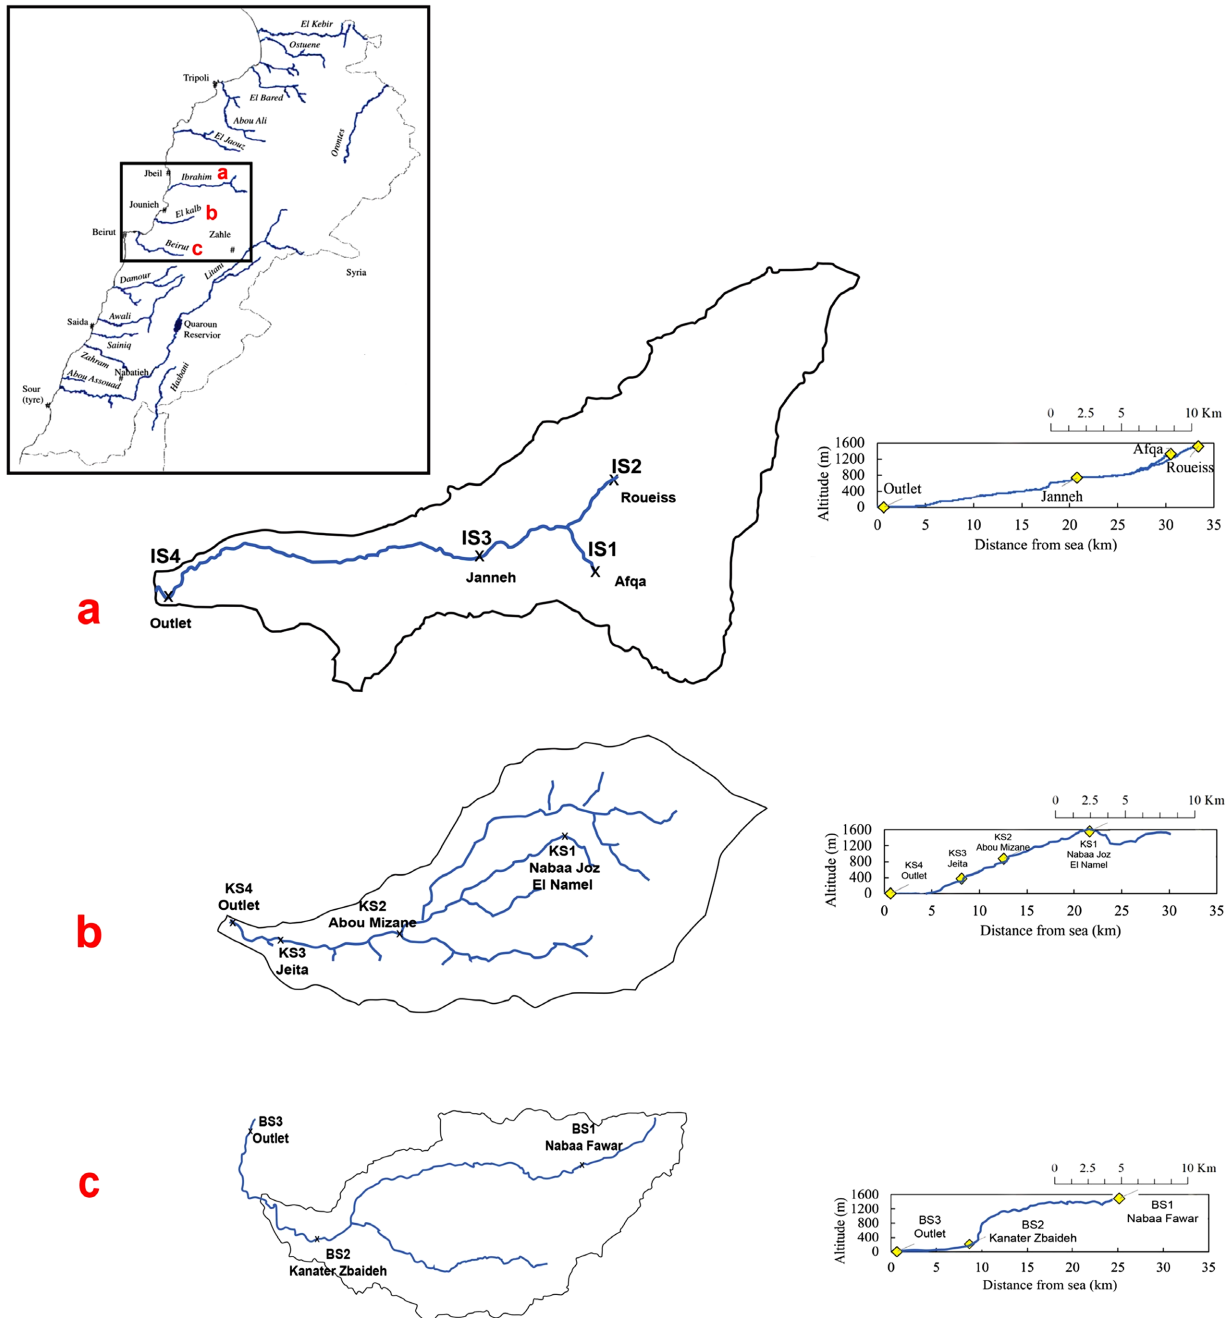 El Kebir
Ostuene
Tripoli
El Bared
Abou Ali
El Jaouz
Orontes
Jbeil
Ibrahim
a
Jounieh
El kalb
b
Beirut
Beirut
c
Zahle
Litani
Syria
Damour
Awali
Saida
Quaroun
Reservior
Sainiq
Zahram
Nabatieh
Abou Assouad
Hasbani
Sour
(tyre)
a
IS2
Roueiss
IS3
Janneh
IS1
Afqa
IS4
Outlet
0 2.5 5 10 Km
1600
1200
800
400
0
Altitude (m)
Afqa
Roueiss
Janneh
Outlet
0 5 10 15 20 25 30 35
Distance from sea (km)
b
KS1
Nabaa Joz
El Namel
KS2
Abou Mizane
KS4
Outlet
KS3
Jeita
0 2.5 5 10 Km
1600
1200
800
400
0
Altitude (m)
KS4
Outlet
KS3
Jeita
KS2
Abou Mizane
KS1
Nabaa Joz
El Namel
0 5 10 15 20 25 30 35
Distance from sea (km)
c
BS3
Outlet
BS1
Nabaa Fawar
BS2
Kanater Zbaideh
0 2.5 5 10 Km
1600
1200
800
400
0
Altitude (m)
BS3
Outlet
BS2
Kanater Zbaideh
BS1
Nabaa Fawar
0 5 10 15 20 25 30 35
Distance from sea (km)